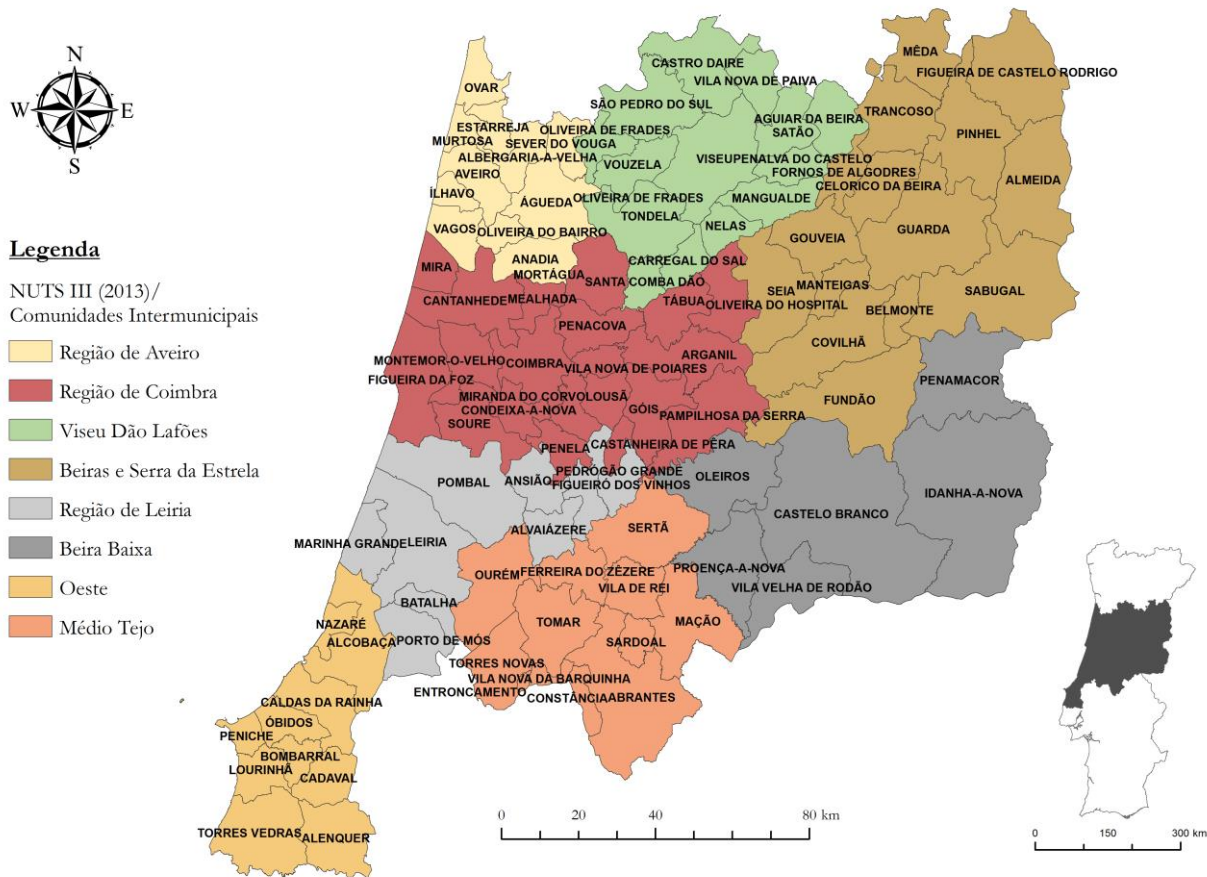 N
W
E
S
Legenda
NUTS III (2013)/
Comunidades Intermunicipais
Região de Aveiro
Região de Coimbra
Viseu Dão Lafões
Beiras e Serra da Estrela
Região de Leiria
Beira Baixa
Oeste
Médio Tejo
MÊDA
CASTRO DAIRE
FIGUEIRA DE CASTELO RODRIGO
VILA NOVA DE PAIVA
OVAR
SÃO PEDRO DO SUL
TRANCOSO
AGUIAR DA BEIRA
ESTARREJA
OLIVEIRA DE FRADES
SATÃO
PINHEL
MURTOSA
SEVER DO VOUGA
ALBERGARIA-A-VELHA
VISEU
PENALVA DO CASTELO
VOUZELA
AVEIRO
FORNOS DE ALGODRES
ALMEIDA
CELORICO DA BEIRA
ÍLHAVO
OLIVEIRA DE FRADES
MANGUALDE
ÁGUEDA
TONDELA
NELAS
VAGOS
OLIVEIRA DO BAIRRO
GUARDA
GOUVEIA
ANADIA
CARREGAL DO SAL
MIRA
MORTÁGUA
SANTA COMBA DÃO
MANTEIGAS
SEIA
SABUGAL
CANTANHEDE
MEALHADA
TÁBUA
OLIVEIRA DO HOSPITAL
BELMONTE
PENACOVA
COVILHÃ
MONTEMOR-O-VELHO
COIMBRA
ARGANIL
VILA NOVA DE POIARES
FIGUEIRA DA FOZ
PENAMACOR
MIRANDA DO CORVO
LOUSÃ
FUNDÃO
CONDEIXA-A-NOVA
GÓIS
PAMPILHOSA DA SERRA
SOURE
PENELA
CASTANHEIRA DE PÊRA
PEDRÓGÃO GRANDE
OLEIROS
POMBAL
ANSIÃO
FIGUEIRÓ DOS VINHOS
IDANHA-A-NOVA
CASTELO BRANCO
ALVAIÁZERE
SERTÃ
MARINHA GRANDE
LEIRIA
OURÉM
FERREIRA DO ZÊZERE
PROENÇA-A-NOVA
VILA DE REI
VILA VELHA DE RODÃO
BATALHA
NAZARÉ
TOMAR
MAÇÃO
ALCOBAÇA
PORTO DE MÓS
SARDOAL
TORRES NOVAS
VILA NOVA DA BARQUINHA
ENTRONCAMENTO
CONSTÂNCIA
ABRANTES
CALDAS DA RAINHA
ÓBIDOS
PENICHE
BOMBARRAL
LOURINHÃ
CADAVAL
TORRES VEDRAS
ALENQUER
0 20 40 80 km
0 150 300 km